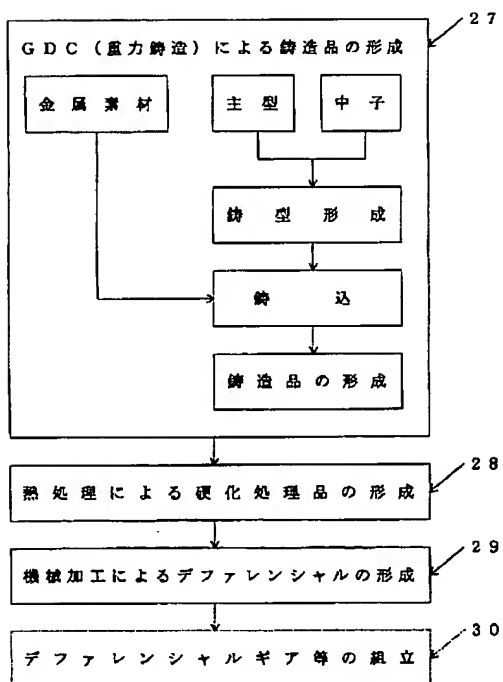 27
GDC（重力鋳造）による鋳造品の形成
金属素材
主型
中子
鋳型形成
鋳込
鋳造品の形成
28
熱処理による硬化処理品の形成
29
機械加工によるデファレンシャルの形成
30
デファレンシャルギア等の組立